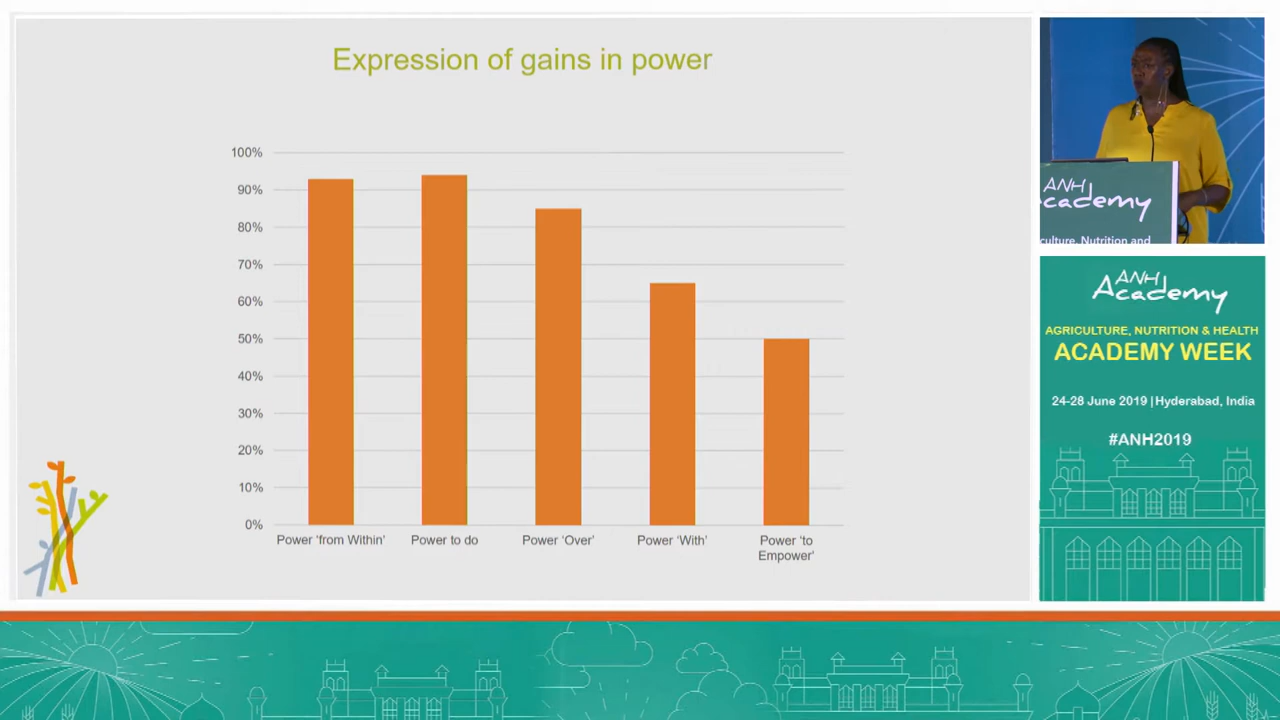 Expression of gains in power
100%
90%
80%
70%
60%
50%
40%
30%
20%
10%
0%
Power ‘from Within’
Power to do
Power ‘Over’
Power ‘With’
Power ‘to
Empower’
ANH
cademy
culture, Nutrition and
ANH
Academy
AGRICULTURE, NUTRITION & HEALTH
ACADEMY WEEK
24-28 June 2019 | Hyderabad, India
#ANH2019